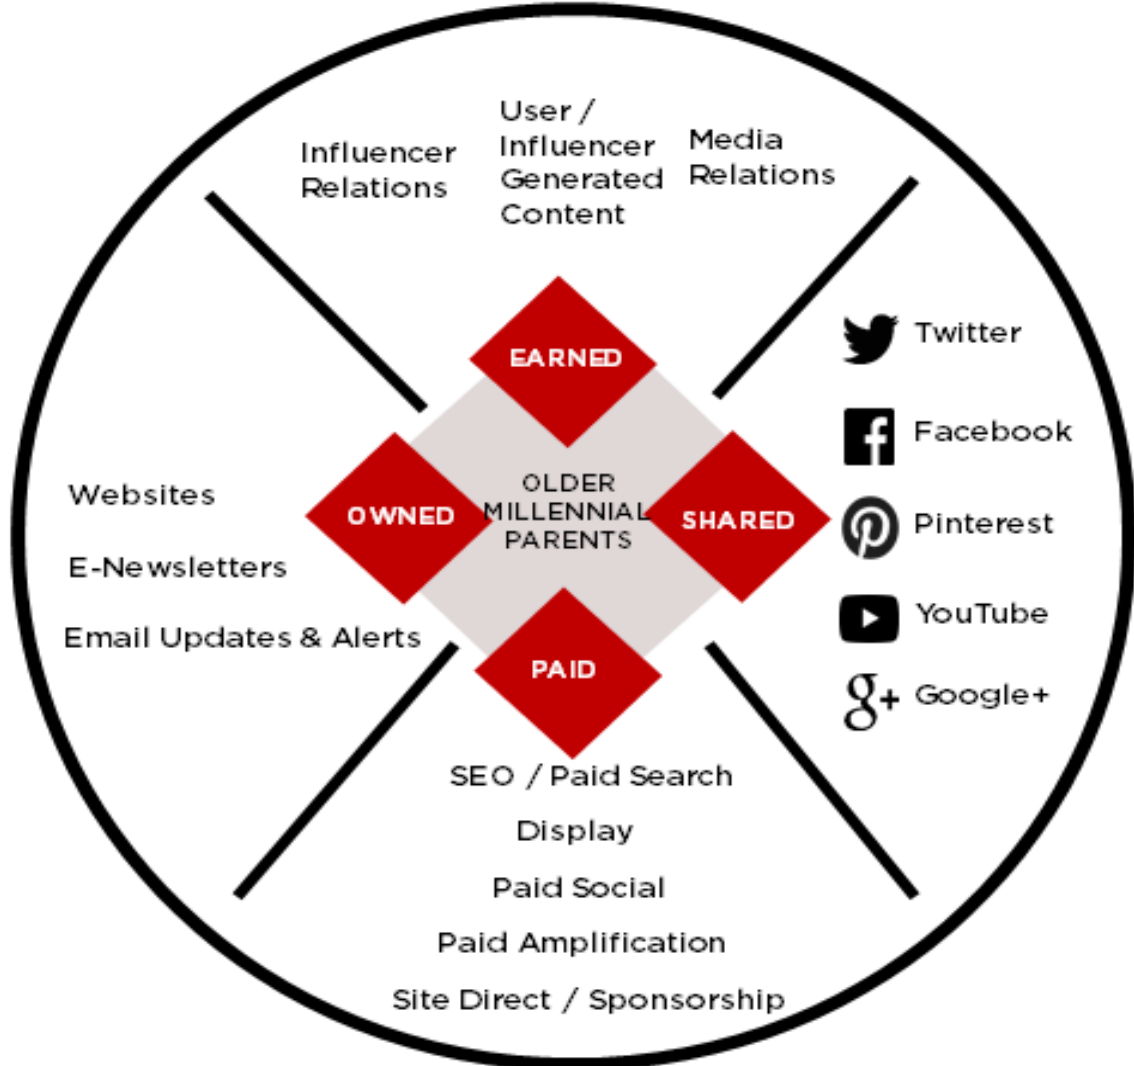 User /
Influencer
Generated
Content
Influencer
Relations
Media
Relations
EARNED
Twitter
Facebook
Pinterest
YouTube
g+ Google+
SHARED
OLDER
MILLENNIAL
PARENTS
OWNED
Websites
E-Newsletters
Email Updates & Alerts
PAID
SEO / Paid Search
Display
Paid Social
Paid Amplification
Site Direct / Sponsorship